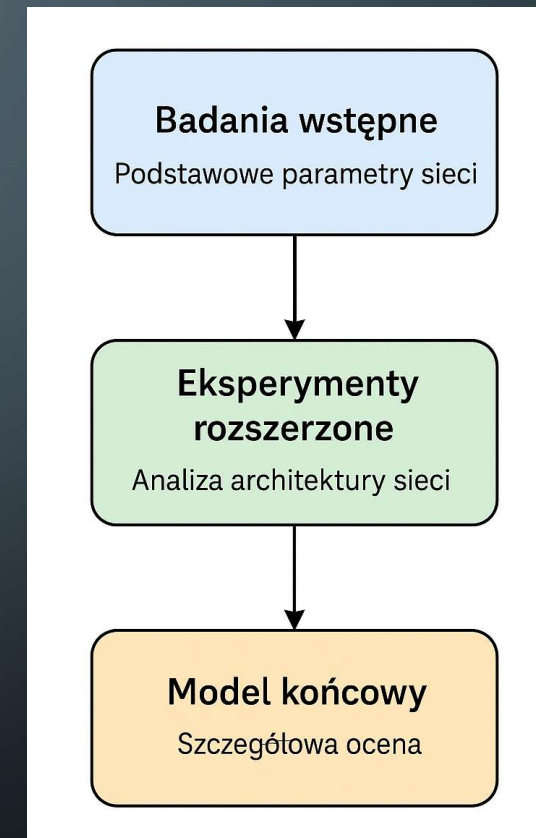 Badania wstępne
Podstawowe parametry sieci
Eksperymenty
rozszerzone
Analiza architektury sieci
Model końcowy
Szczegółowa ocena